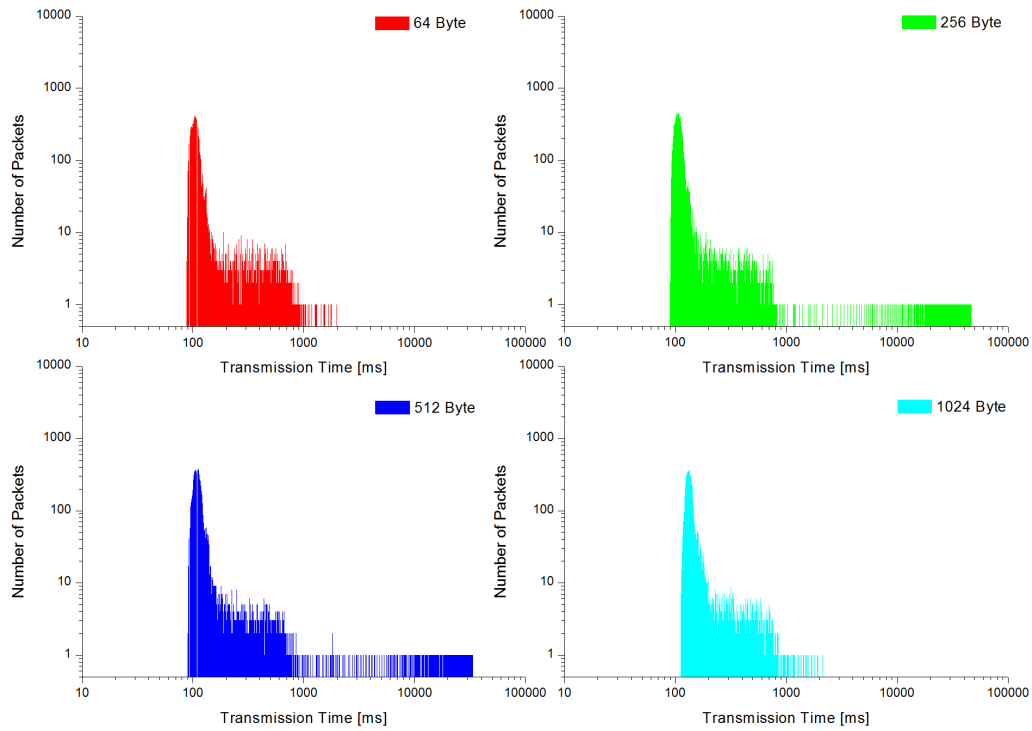 64 Byte
10000
1000
100
10
1
Number of Packets
10 100 1000 10000 100000
Transmission Time [ms]
256 Byte
10000
1000
100
10
1
Number of Packets
10 100 1000 10000 100000
Transmission Time [ms]
512 Byte
10000
1000
100
10
1
Number of Packets
10 100 1000 10000 100000
Transmission Time [ms]
1024 Byte
10000
1000
100
10
1
Number of Packets
10 100 1000 10000 100000
Transmission Time [ms]